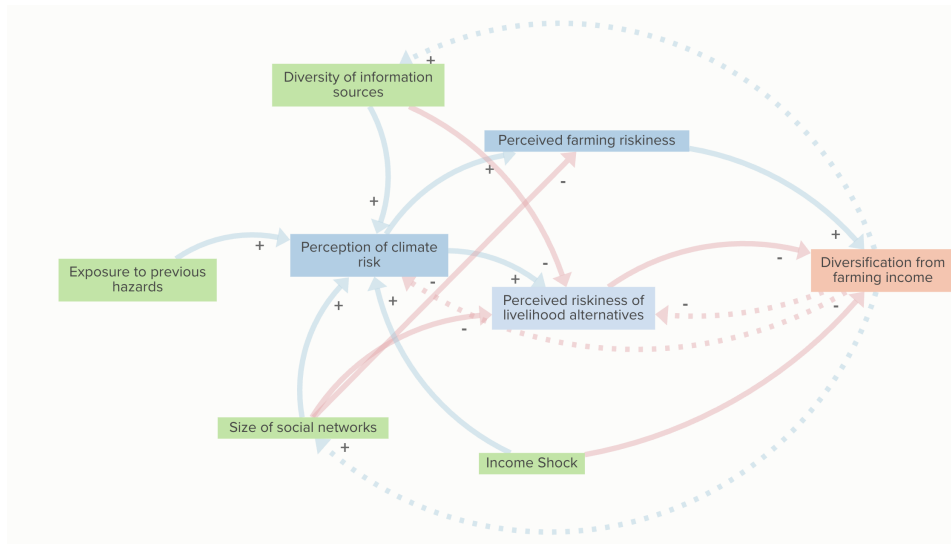 +
Diversity of information
sources
Perceived farming riskiness
+
-
+
+
Perception of climate
risk
+
-
+
-
Exposure to previous
hazards
-
+
+
Perceived riskiness of
livelihood alternatives
-
-
Diversification from
farming income
-
Size of social networks
+
Income Shock